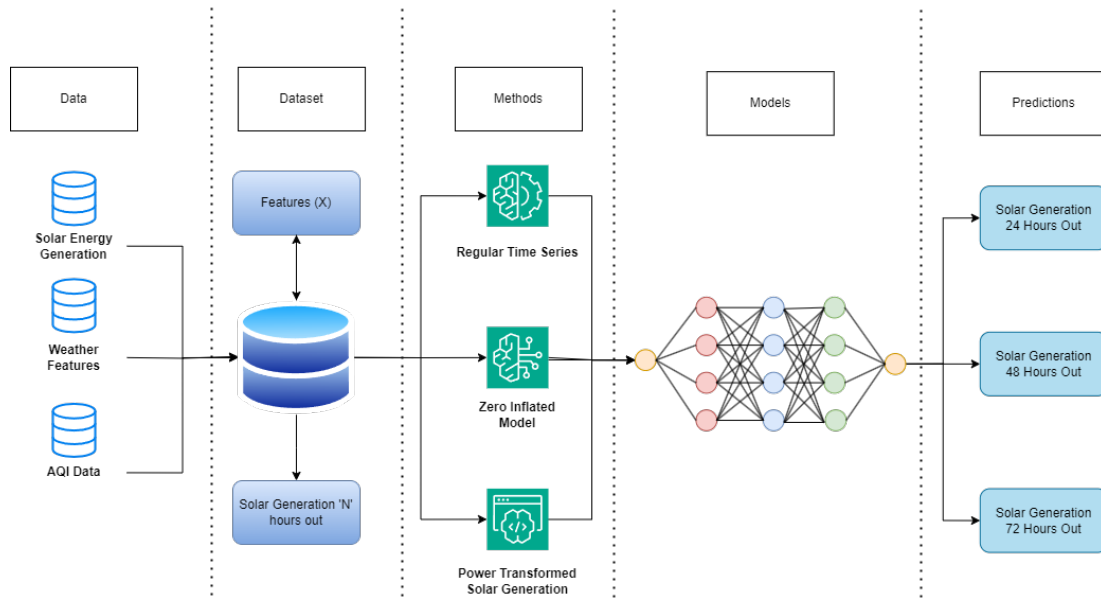 Data
Dataset
Methods
Models
Predictions
Solar Energy
Generation
Weather
Features
AQI Data
Features (X)
Solar Generation 'N'
hours out
Regular Time Series
Zero Inflated
Model
Power Transformed
Solar Generation
Solar Generation
24 Hours Out
Solar Generation
48 Hours Out
Solar Generation
72 Hours Out